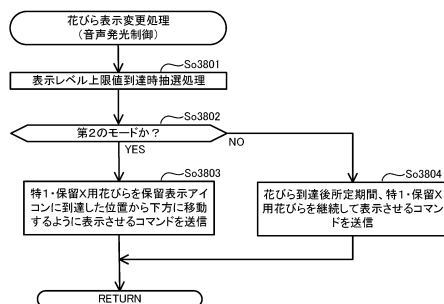 花びら表示変更処理
(音声発光制御)
So3801
表示レベル上限値到達時抽選処理
So3802
第2のモードか?
YES
NO
So3803
特1・保留X用花びらを保留表示アイ
コンに到達した位置から下方に移動
するように表示させるコマンドを送信
So3804
花びら到達後所定期間、特1・保留X
用花びらを継続して表示させるコマン
ドを送信
RETURN